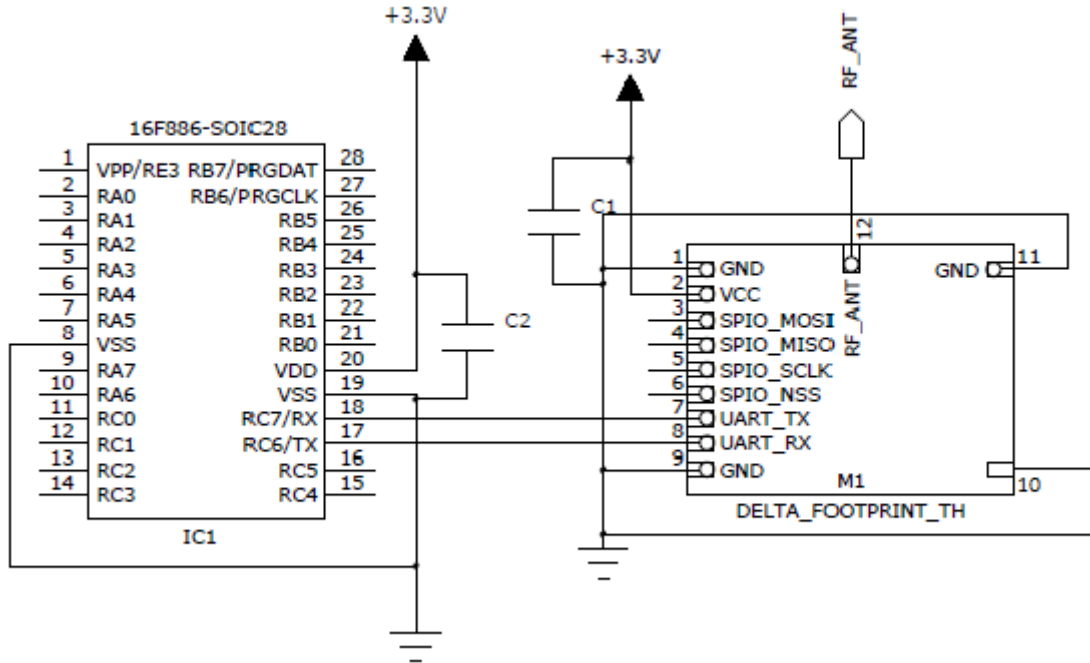 +3.3V
16F886-SOIC28
1 VPP/RE3 RB7/PRGDAT 28
2 RA0 RB6/PRGCLK 27
3 RA1 RB5 26
4 RA2 RB4 25
5 RA3 RB3 24
6 RA4 RB2 23
7 RA5 RB1 22
8 VSS RB0 21
9 RA7 VDD 20
10 RA6 VSS 19
11 RC0 RC7/RX 18
12 RC1 RC6/TX 17
13 RC2 RC5 16
14 RC3 RC4 15
IC1
C2
+3.3V
C1
RF_ANT
12
RF_ANT
1 GND GND 11
2 VCC
3 SPIO_MOSI
4 SPIO_MISO
5 SPIO_SCLK
6 SPIO_NSS
7 UART_TX
8 UART_RX
9 GND
M1 10
DELTA_FOOTPRINT_TH